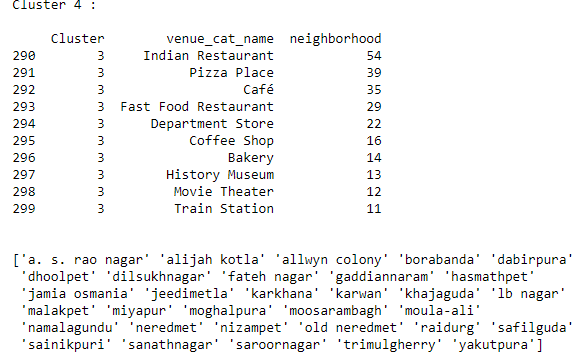 Cluster 4 :
Cluster venue_cat_name neighborhood
290 3 Indian Restaurant 54
291 3 Pizza Place 39
292 3 Café 35
293 3 Fast Food Restaurant 29
294 3 Department Store 22
295 3 Coffee Shop 16
296 3 Bakery 14
297 3 History Museum 13
298 3 Movie Theater 12
299 3 Train Station 11
['a. s. rao nagar' 'alijah kotla' 'allwyn colony' 'borabanda' 'dabirpura'
'dhoolpet' 'dilsukhnagar' 'fateh nagar' 'gaddiannaram' 'hasmathpet'
'jamia osmania' 'jeedimetla' 'karkhana' 'karwan' 'khajaguda' 'lb nagar'
'malakpet' 'miyapur' 'moghalpura' 'moosarambagh' 'moula-ali'
'namalagundu' 'neredmet' 'nizampet' 'old neredmet' 'raidurg' 'safilguda'
'sainikpuri' 'sanathnagar' 'saroornagar' 'trimulgherry' 'yakutpura']